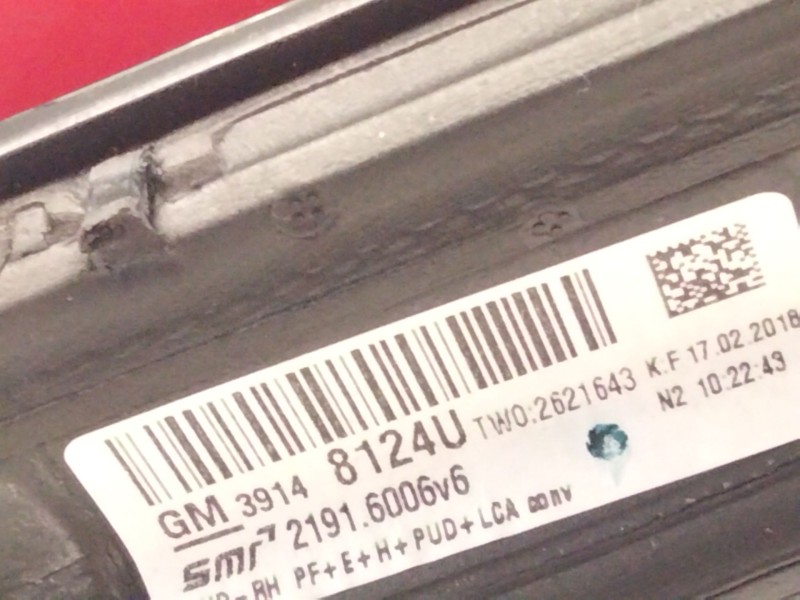 GM 3914 8124U TWO:2621643 K.F 17.02.2018
N2 10:22:43
smr 2191.6006v6
RH PF+E+H+PUD+LCA conv